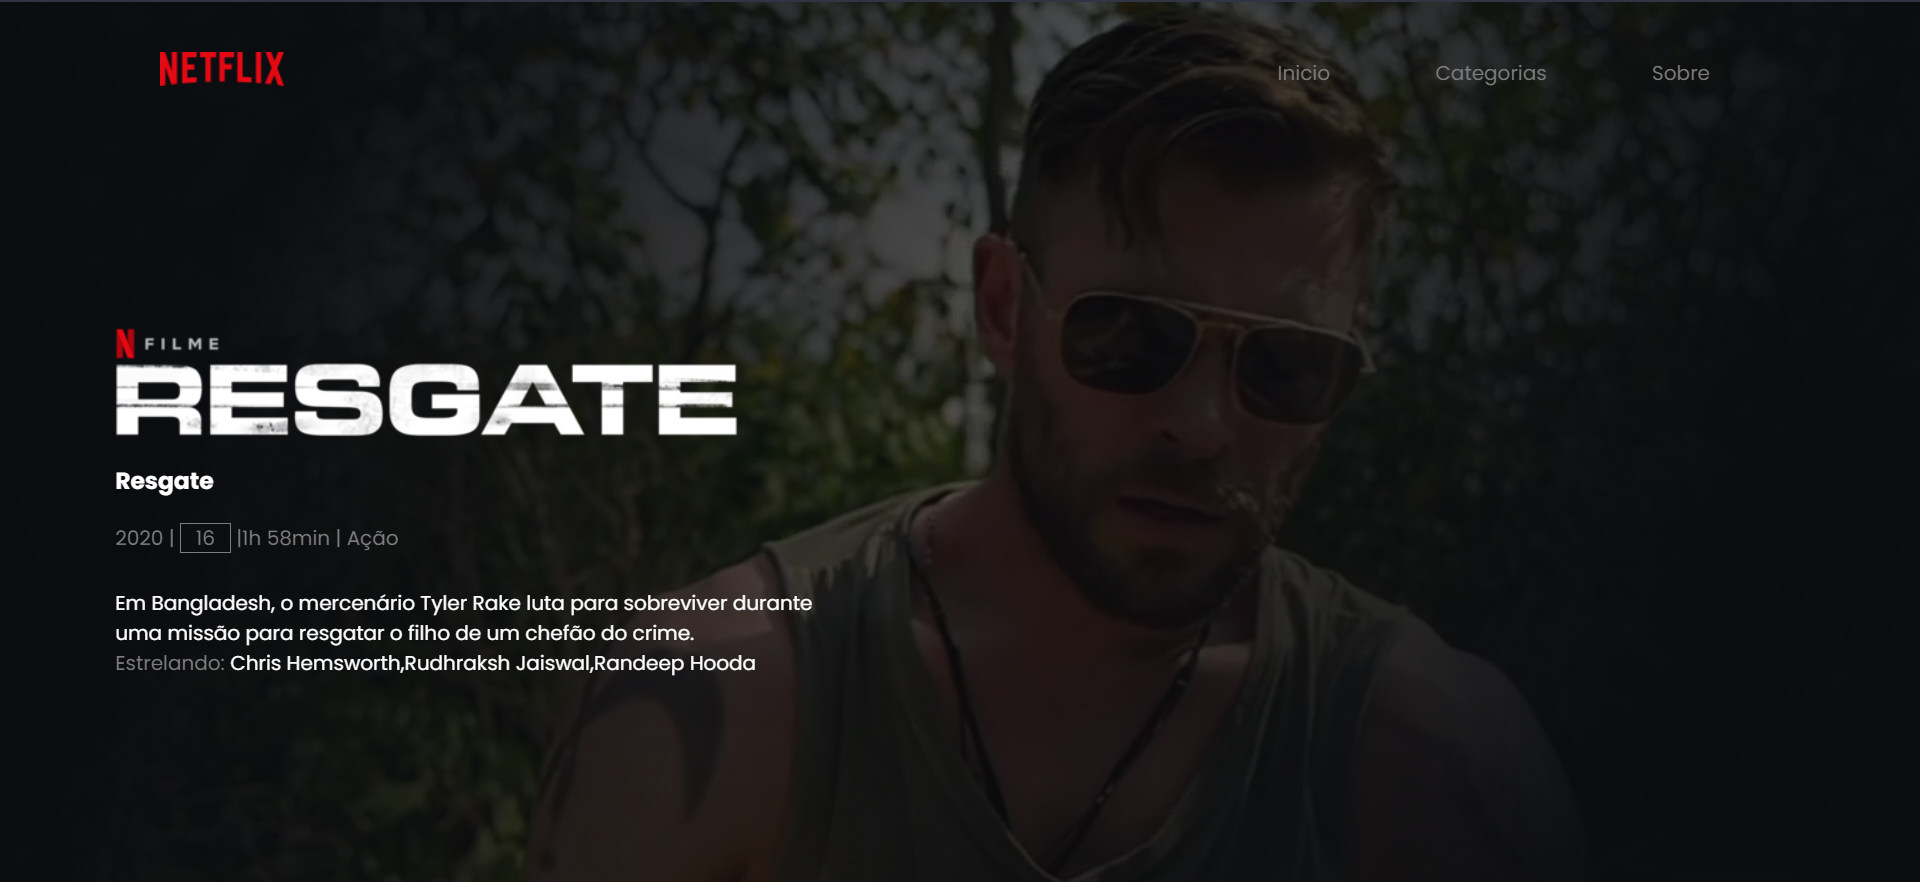 NETFLIX
Inicio Categorias Sobre
N FILME
RESGATE
Resgate
2020 | 16 |1h 58min | Ação
Em Bangladesh, o mercenário Tyler Rake luta para sobreviver durante
uma missão para resgatar o filho de um chefão do crime.
Estrelando: Chris Hemsworth,Rudhraksh Jaiswal,Randeep Hooda